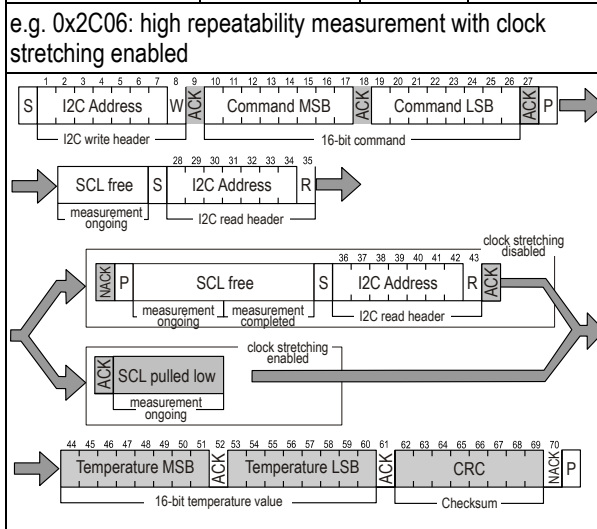 e.g. 0x2C06: high repeatability measurement with clock
stretching enabled
1 2 3 4 5 6 7 8 9 10 11 12 13 14 15 16 17 18 19 20 21 22 23 24 25 26 27
S I2C Address W ACK Command MSB ACK Command LSB ACK P
I2C write header 16-bit command
28 29 30 31 32 33 34 35
SCL free S I2C Address R
measurement
ongoing
I2C read header
clock stretching
disabled
36 37 38 39 40 41 42 43
NACK P SCL free S I2C Address R ACK
measurement
ongoing
measurement
completed
I2C read header
clock stretching
enabled
ACK SCL pulled low
measurement
ongoing
44 45 46 47 48 49 50 51 52 53 54 55 56 57 58 59 60 61 62 63 64 65 66 67 68 69 70
Temperature MSB ACK Temperature LSB ACK CRC NACK P
16-bit temperature value Checksum